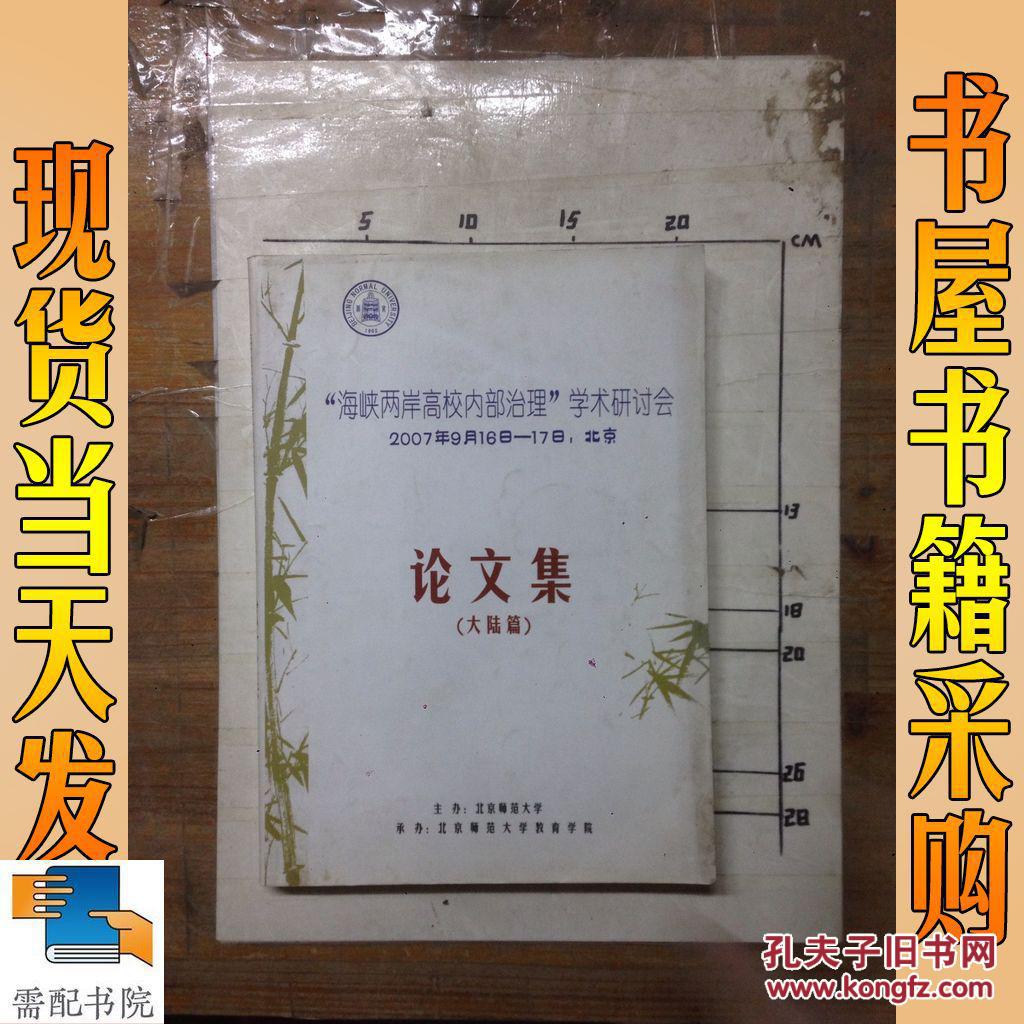 现货当天发
书屋书籍采购
5 10 15 20
CM
BEIJING NORMAL UNIVERSITY
1902
“海峡两岸高校内部治理”学术研讨会
2007年9月16日—17日，北京
13
论文集
(大陆篇)
18
20
26
28
主办：北京师范大学
承办：北京师范大学教育学院
需配书院
孔夫子旧书网
www.kongfz.com